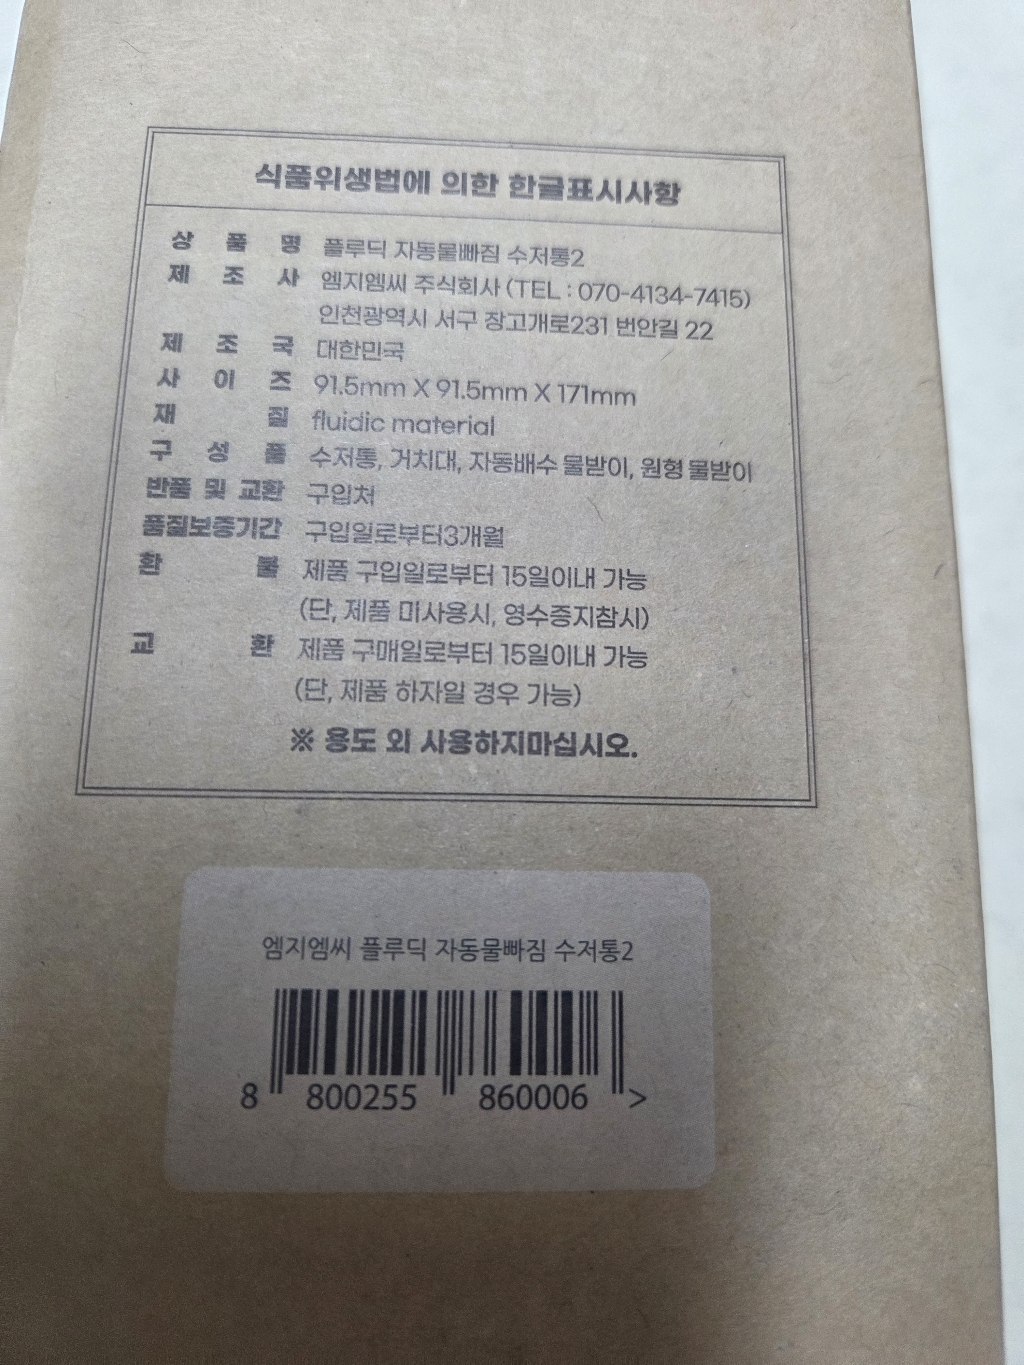 식품위생법에 의한 한글표시사항
상 품 명 플루딕 자동물빠짐 수저통2
제 조 사 엠지엠씨 주식회사 (TEL : 070-4134-7415)
인천광역시 서구 장고개로231 번안길 22
제 조 국 대한민국
사 이 즈 91.5mm X 91.5mm X 171mm
재 질 fluidic material
구 성 품 수저통, 거치대, 자동배수 물받이, 원형 물받이
반품 및 교환 구입처
품질보증기간 구입일로부터3개월
환 불 제품 구입일로부터 15일이내 가능
(단, 제품 미사용시, 영수증지참시)
교 환 제품 구매일로부터 15일이내 가능
(단, 제품 하자일 경우 가능)
※ 용도 외 사용하지마십시오.
엠지엠씨 플루딕 자동물빠짐 수저통2
8 800255 860006 >